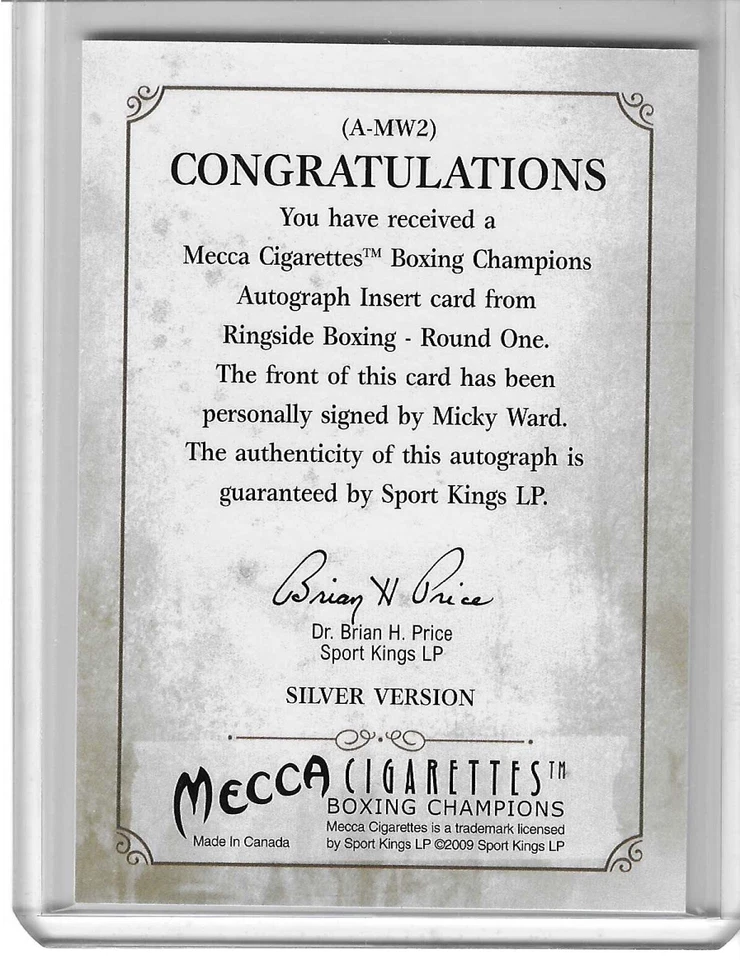 (A-MW2)
CONGRATULATIONS
You have received a
Mecca Cigarettes™ Boxing Champions
Autograph Insert card from
Ringside Boxing - Round One.
The front of this card has been
personally signed by Micky Ward.
The authenticity of this autograph is
guaranteed by Sport Kings LP.
Brian H Price
Dr. Brian H. Price
Sport Kings LP
SILVER VERSION
MECCA CIGARETTES™
BOXING CHAMPIONS
Mecca Cigarettes is a trademark licensed
Made In Canada by Sport Kings LP ©2009 Sport Kings LP